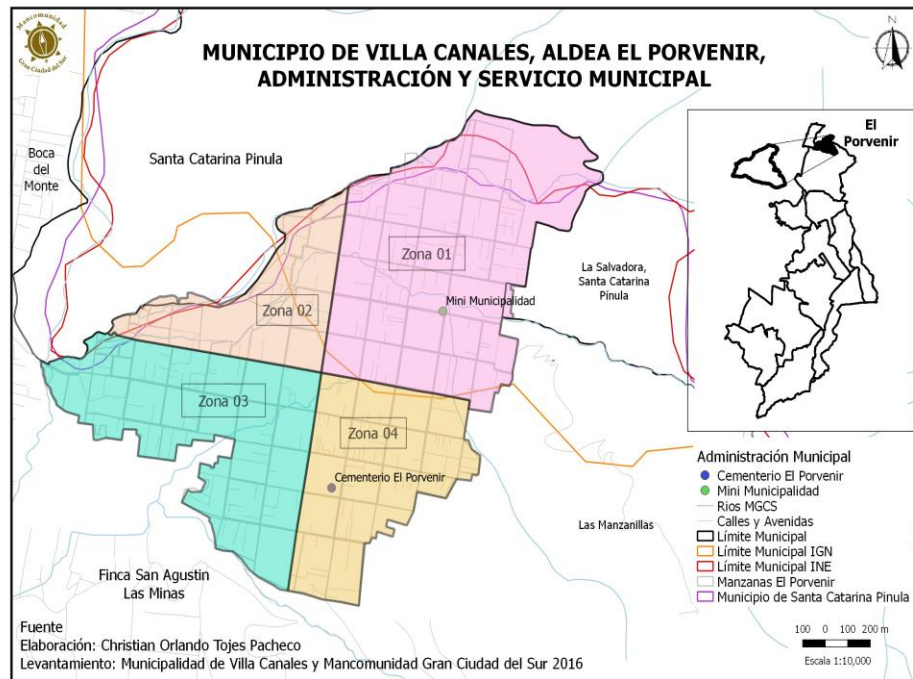 Mancomunidad
Gran Ciudad del Sur
MUNICIPIO DE VILLA CANALES, ALDEA EL PORVENIR,
ADMINISTRACIÓN Y SERVICIO MUNICIPAL
N
El
Porvenir
Boca
del
Monte
Santa Catarina Pinula
Zona 01
La Salvadora,
Santa Catarina
Pinula
Mini Municipalidad
Zona 02
Zona 03
Zona 04
Cementerio El Porvenir
Las Manzanillas
Finca San Agustin
Las Minas
Administración Municipal
Cementerio El Porvenir
Mini Municipalidad
Rios MGCS
Calles y Avenidas
Límite Municipal
Límite Municipal IGN
Límite Municipal INE
Manzanas El Porvenir
Municipio de Santa Catarina Pinula
100 0 100 200 m
Escala 1:10,000
Fuente
Elaboración: Christian Orlando Tojes Pacheco
Levantamiento: Municipalidad de Villa Canales y Mancomunidad Gran Ciudad del Sur 2016